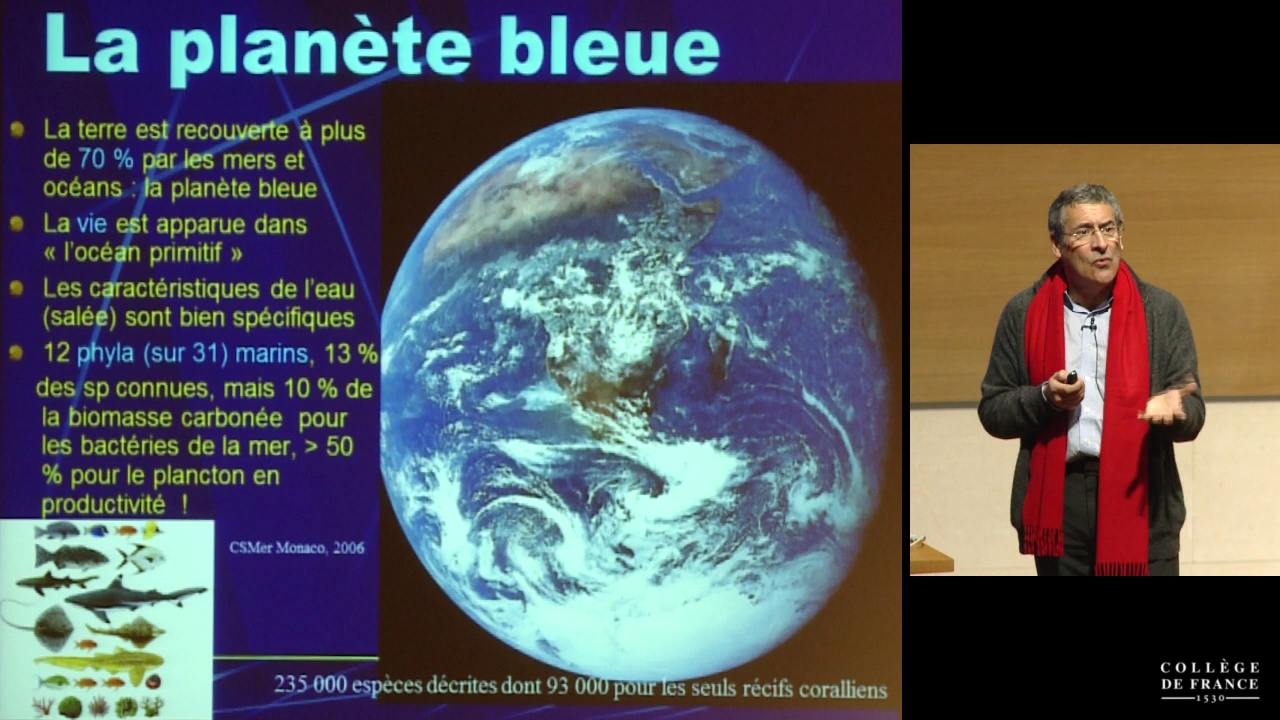 La planète bleue
La terre est recouverte à plus
de 70 % par les mers et
océans : la planète bleue
La vie est apparue dans
« l'océan primitif »
Les caractéristiques de l'eau
(salée) sont bien spécifiques
12 phyla (sur 31) marins, 13 %
des sp connues, mais 10 % de
la biomasse carbonée pour
les bactéries de la mer, > 50
% pour le plancton en
productivité !
CSMer Monaco, 2006
235 000 espèces décrites dont 93 000 pour les seuls récifs coralliens
COLLÈGE
DE FRANCE
1530